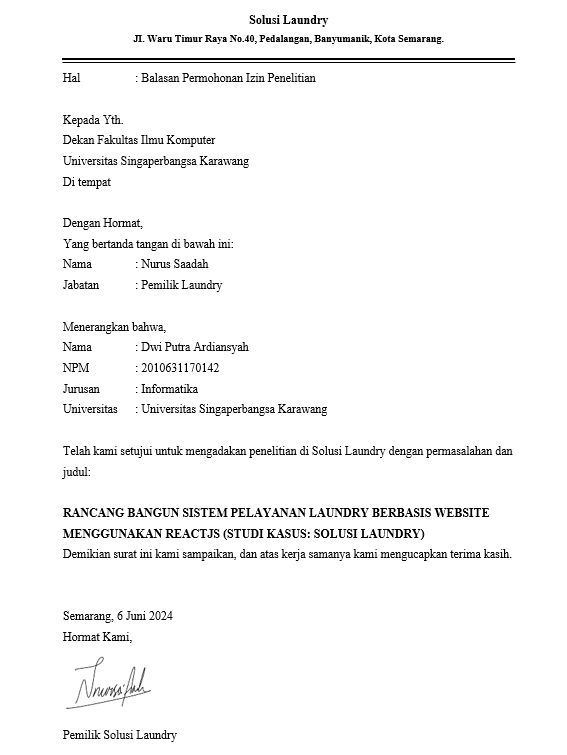 Solusi Laundry
Jl. Waru Timur Raya No.40, Pedalangan, Banyumanik, Kota Semarang.
Hal : Balasan Permohonan Izin Penelitian
Kepada Yth.
Dekan Fakultas Ilmu Komputer
Universitas Singaperbangsa Karawang
Di tempat
Dengan Hormat,
Yang bertanda tangan di bawah ini:
Nama : Nurus Saadah
Jabatan : Pemilik Laundry
Menerangkan bahwa,
Nama : Dwi Putra Ardiansyah
NPM : 2010631170142
Jurusan : Informatika
Universitas : Universitas Singaperbangsa Karawang
Telah kami setujui untuk mengadakan penelitian di Solusi Laundry dengan permasalahan dan
judul:
RANCANG BANGUN SISTEM PELAYANAN LAUNDRY BERBASIS WEBSITE
MENGGUNAKAN REACTJS (STUDI KASUS: SOLUSI LAUNDRY)
Demikian surat ini kami sampaikan, dan atas kerja samanya kami mengucapkan terima kasih.
Semarang, 6 Juni 2024
Hormat Kami,
Pemilik Solusi Laundry